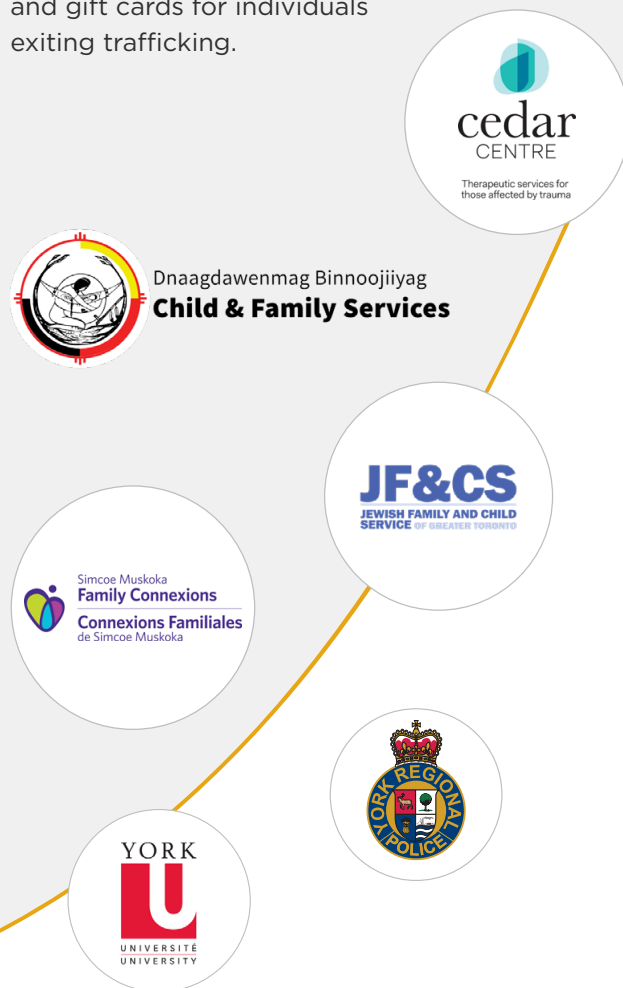 and gift cards for individuals
exiting trafficking.
cedar
CENTRE
Therapeutic services for
those affected by trauma
Dnaagdawenmag Binnoojiiyag
Child & Family Services
JF&CS
JEWISH FAMILY AND CHILD
SERVICE OF GREATER TORONTO
Simcoe Muskoka
Family Connexions
Connexions Familiales
de Simcoe Muskoka
YORK REGIONAL
POLICE
YORK
U
UNIVERSITÉ
UNIVERSITY